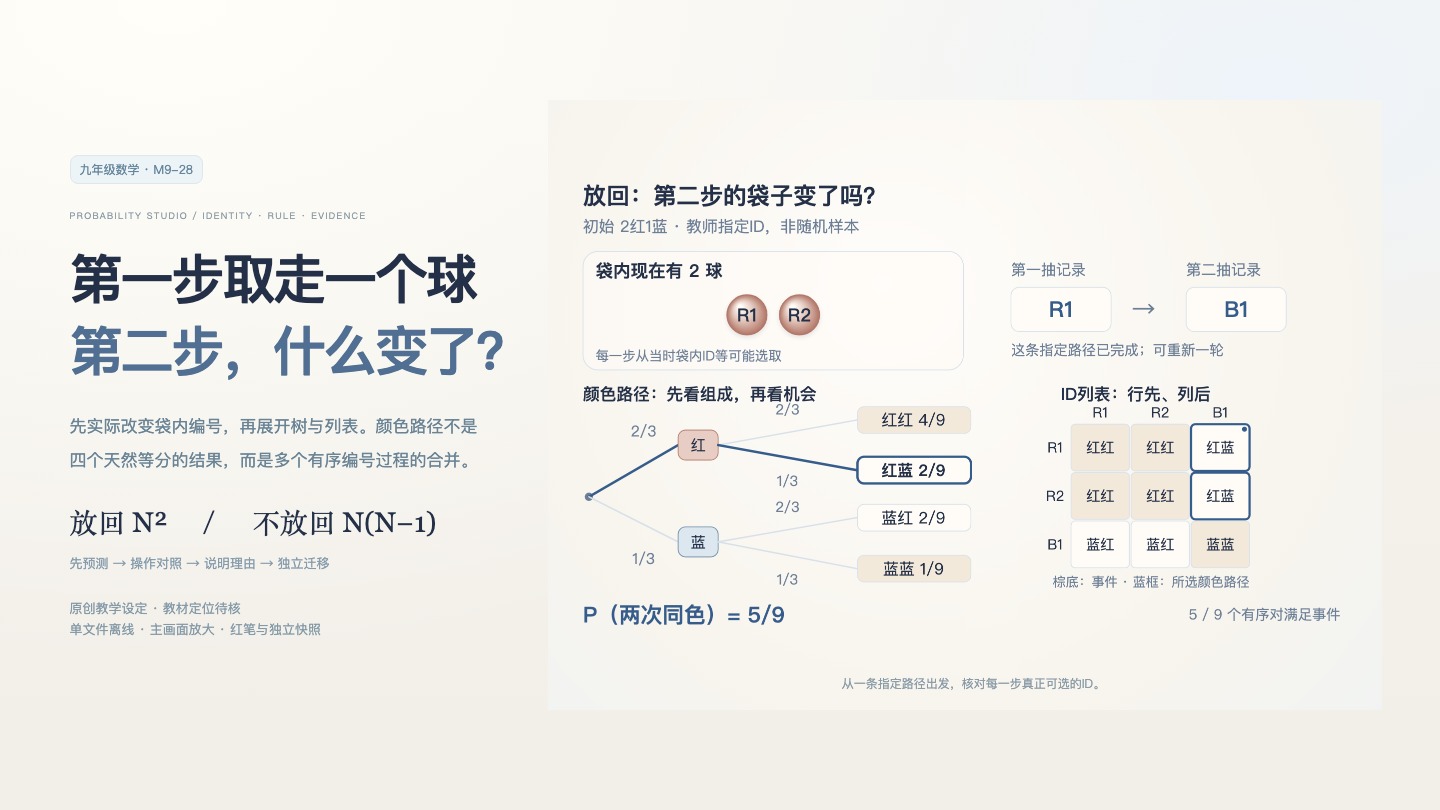 九年级数学 · M9–28
PROBABILITY STUDIO / IDENTITY · RULE · EVIDENCE
第一步取走一个球
第二步，什么变了？
先实际改变袋内编号，再展开树与列表。颜色路径不是
四个天然等分的结果，而是多个有序编号过程的合并。
放回 N² / 不放回 N(N−1)
先预测 → 操作对照 → 说明理由 → 独立迁移
原创教学设定 · 教材定位待核
单文件离线 · 主画面放大 · 红笔与独立快照
放回：第二步的袋子变了吗？
初始 2红1蓝 · 教师指定ID，非随机样本
袋内现在有 2 球
R1 R2
每一步从当时袋内ID等可能选取
第一抽记录 第二抽记录
R1 → B1
这条指定路径已完成；可重新一轮
颜色路径：先看组成，再看机会
2/3
2/3
红
1/3
2/3
1/3
蓝
1/3
红红 4/9
红蓝 2/9
蓝红 2/9
蓝蓝 1/9
ID列表：行先、列后
R1 R2 B1
R1 红红 红红 红蓝
R2 红红 红红 红蓝
B1 蓝红 蓝红 蓝蓝
棕底：事件 · 蓝框：所选颜色路径
P（两次同色）= 5/9
5 / 9 个有序对满足事件
从一条指定路径出发，核对每一步真正可选的ID。